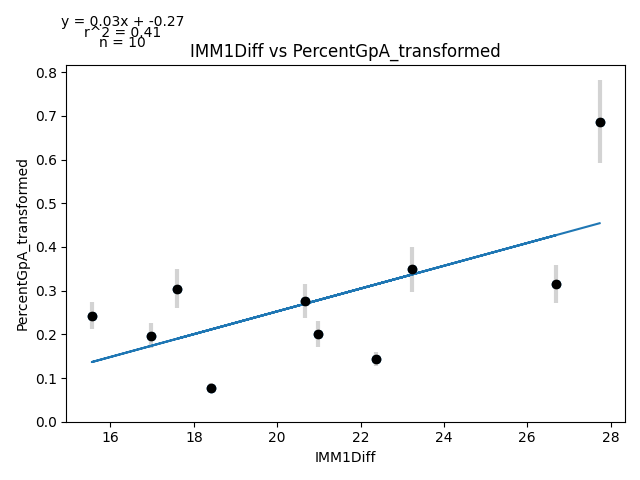 y = 0.03x + -0.27
r^2 = 0.41
n = 10
IMM1Diff vs PercentGpA_transformed
PercentGpA_transformed
0.8
0.7
0.6
0.5
0.4
0.3
0.2
0.1
0.0
16 18 20 22 24 26 28
IMM1Diff